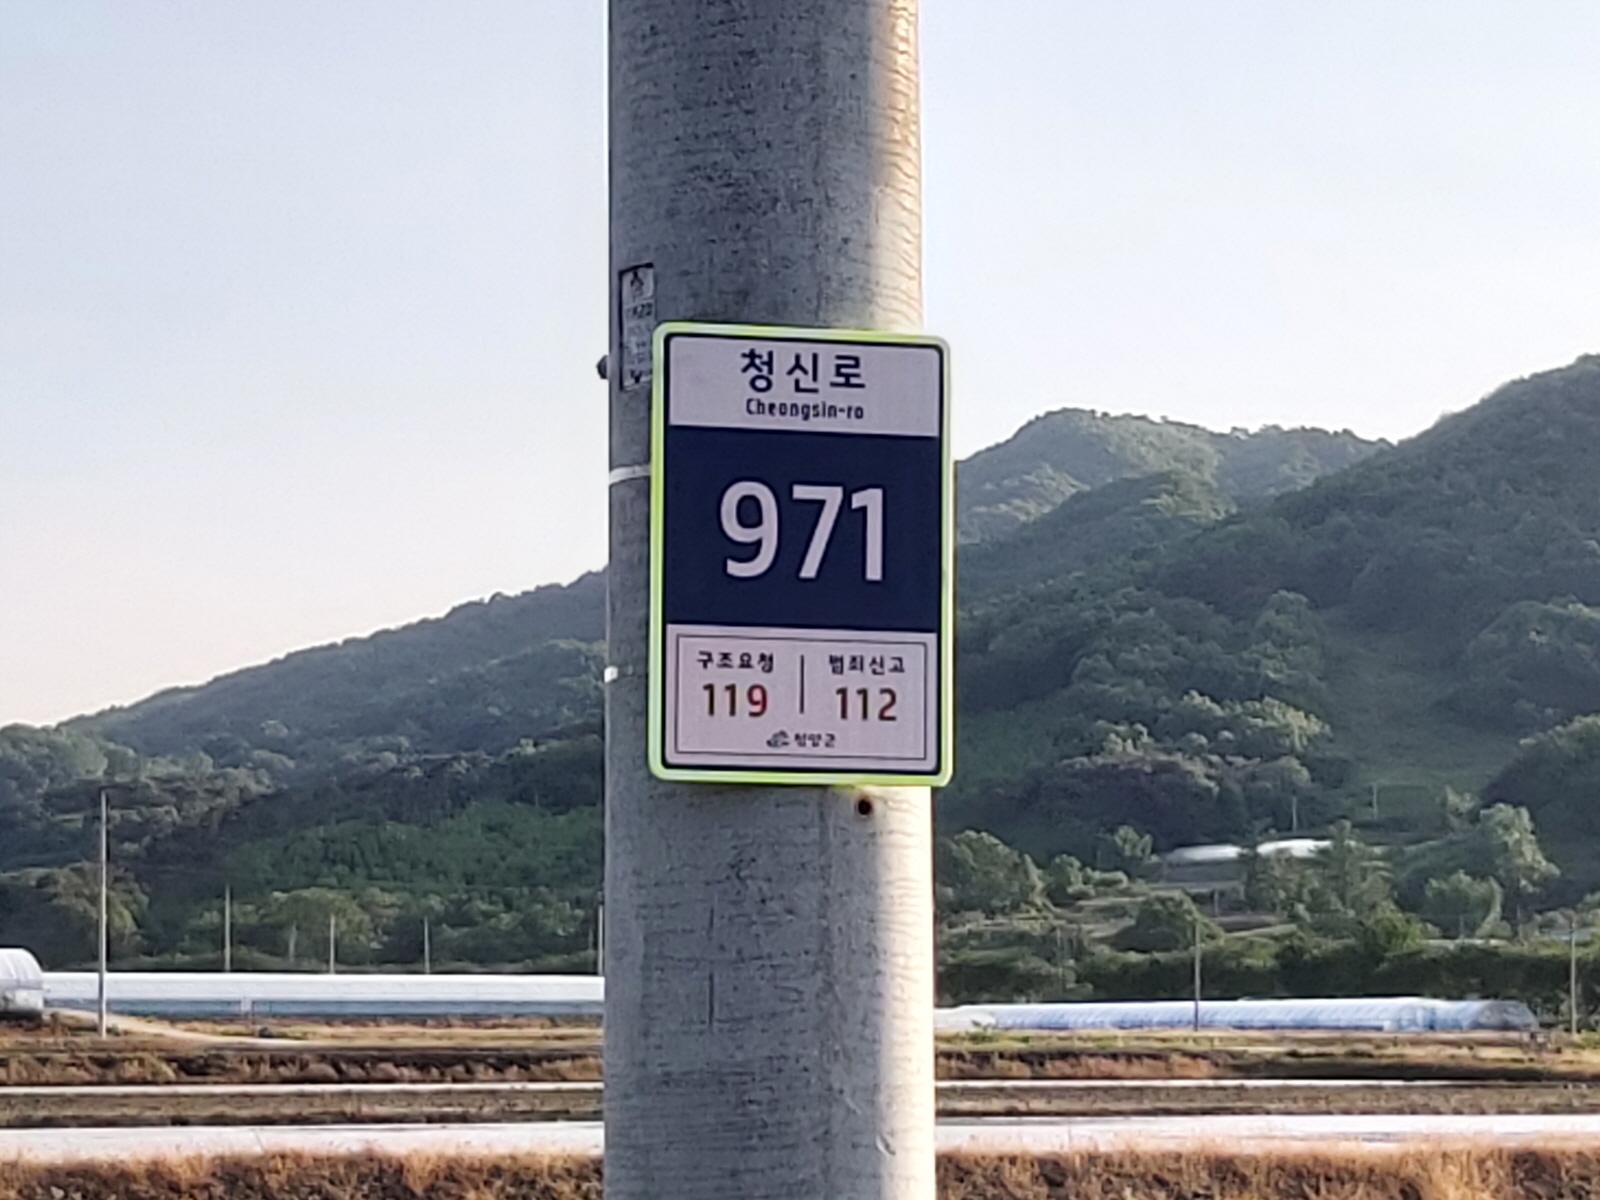 청신로
Cheongsin-ro
971
구조요청 범죄신고
119 112
청양군